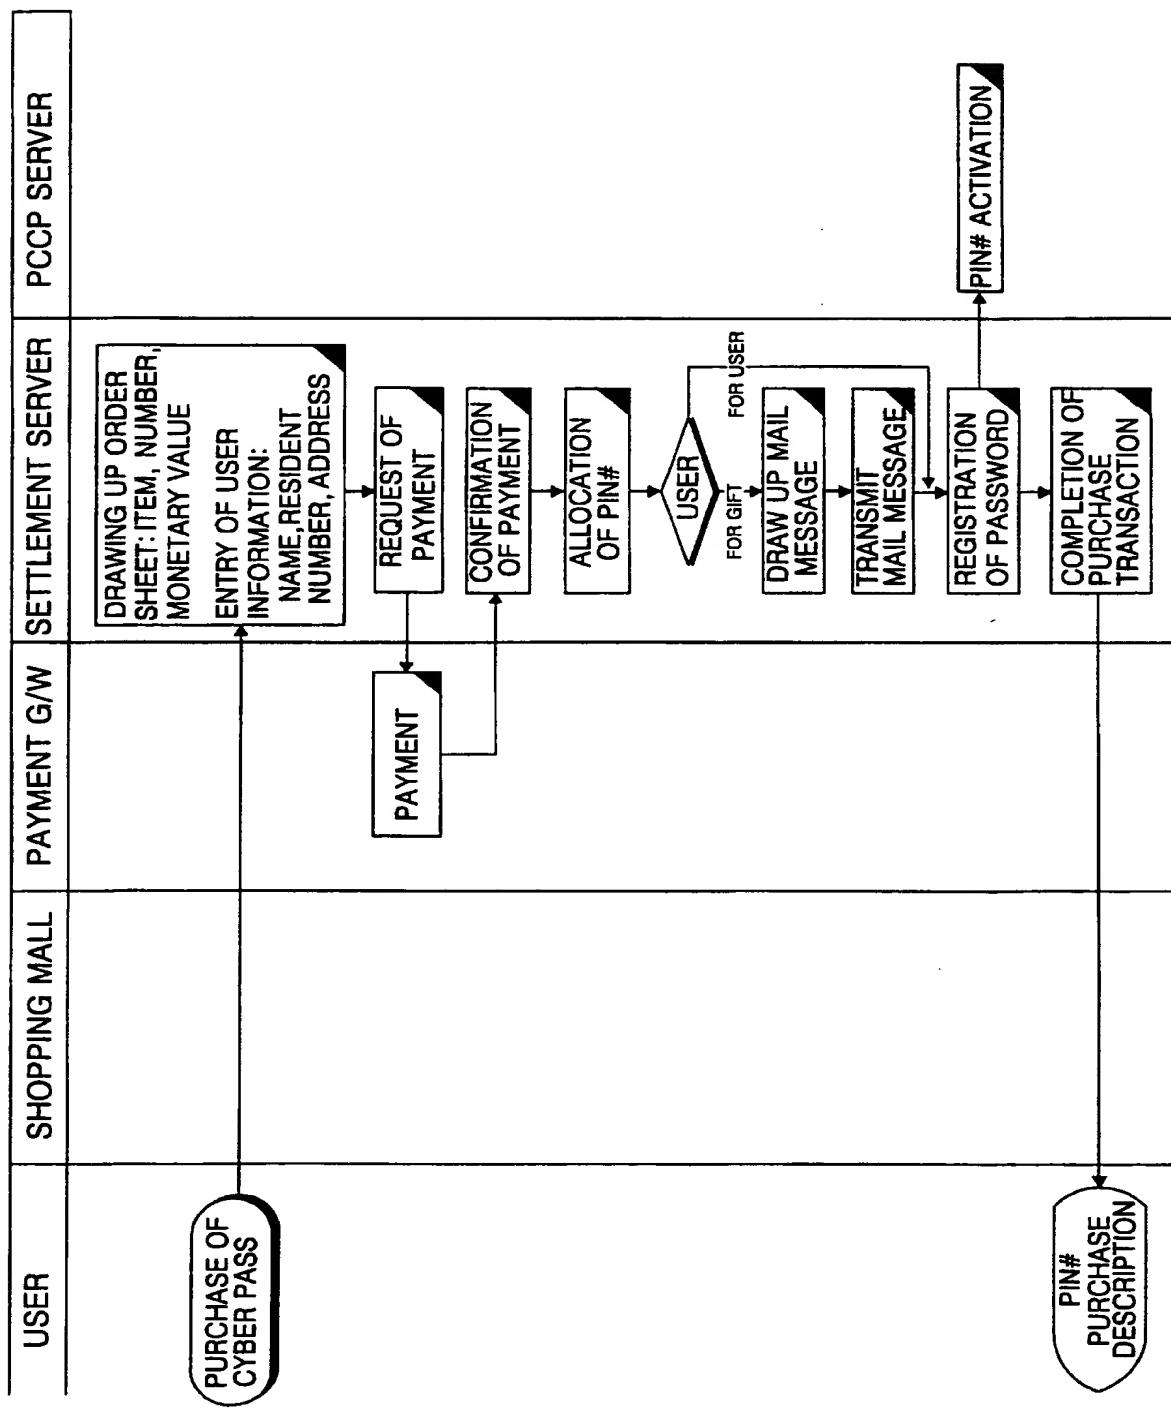 USER
SHOPPING MALL
PAYMENT G/W
SETTLEMENT SERVER
PCCP SERVER
PURCHASE OF
CYBER PASS
DRAWING UP ORDER
SHEET: ITEM, NUMBER,
MONETARY VALUE
ENTRY OF USER
INFORMATION:
NAME,RESIDENT
NUMBER, ADDRESS
REQUEST OF
PAYMENT
PAYMENT
CONFIRMATION
OF PAYMENT
ALLOCATION
OF PIN#
USER
FOR GIFT
FOR USER
DRAW UP MAIL
MESSAGE
TRANSMIT
MAIL MESSAGE
REGISTRATION
OF PASSWORD
PIN# ACTIVATION
COMPLETION OF
PURCHASE
TRANSACTION
PIN#
PURCHASE
DESCRIPTION